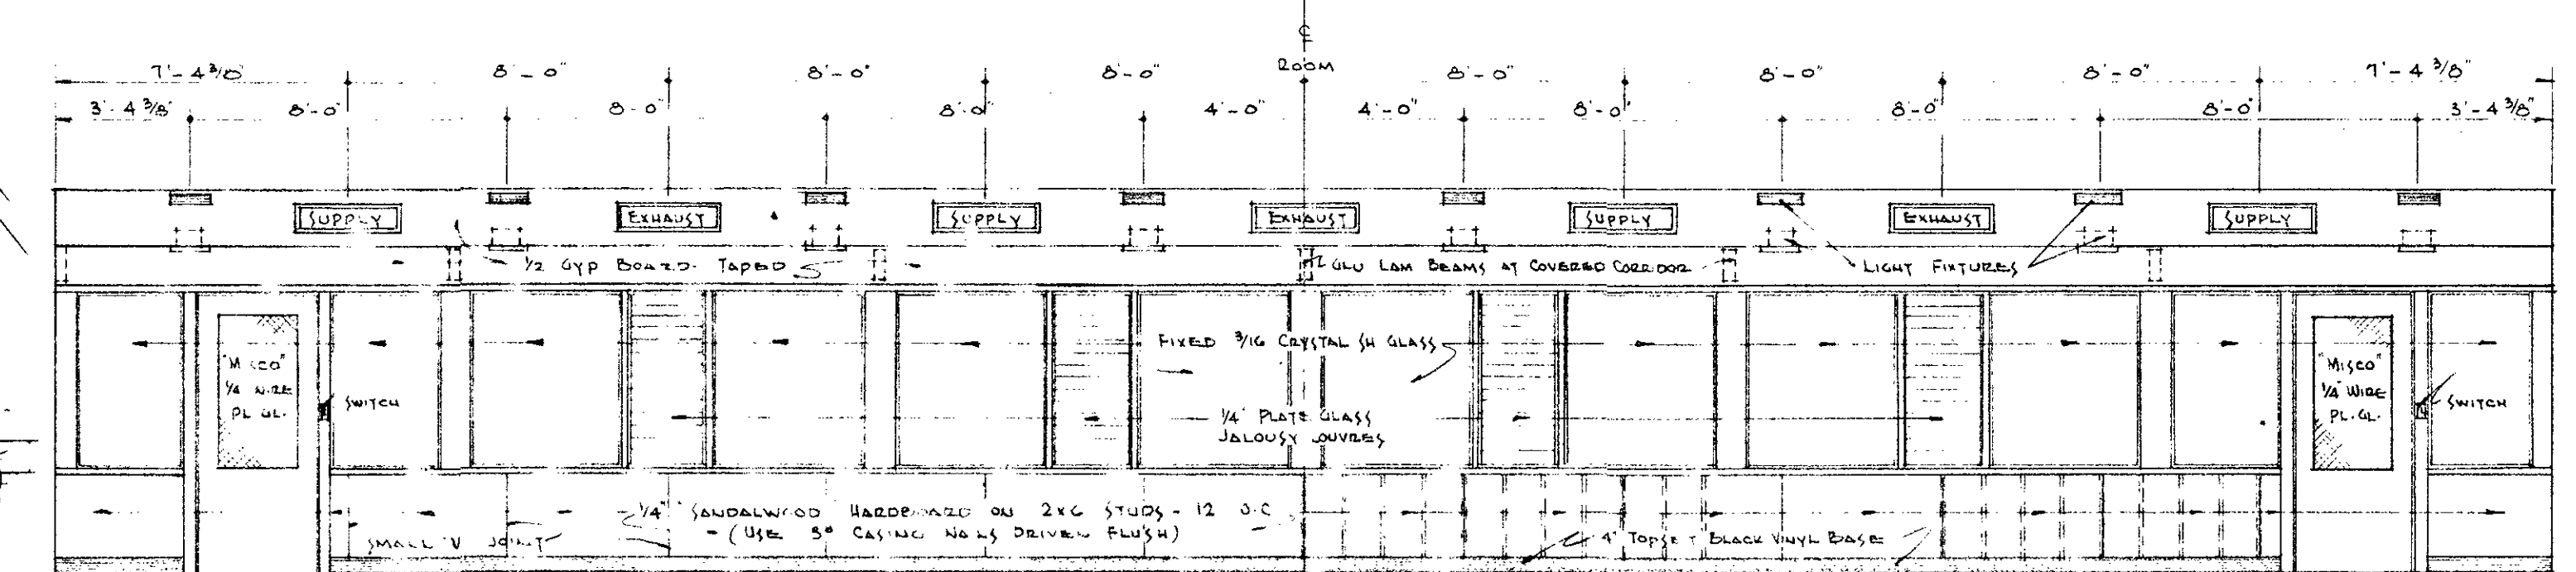 ℄
ROOM
7'-4 3/8" 8'-0" 8'-0" 8'-0" 8'-0" 8'-0" 8'-0" 7'-4 3/8"
3'-4 3/8" 8'-0" 8-0" 8'-0" 4'-0" 4'-0" 8'-0" 8'-0" 8'-0" 3'-4 3/8"
SUPPLY EXHAUST SUPPLY EXHAUST SUPPLY EXHAUST SUPPLY
1/2 GYP BOARD- TAPED
GLU LAM BEAMS AT COVERED CORRIDOR
LIGHT FIXTURES
"MISCO"
1/4 WIRE
PL. GL.
SWITCH
FIXED 3/16 CRYSTAL SH GLASS
1/4" PLATE GLASS
JALOUSY LOUVRES
"MISCO"
1/4" WIRE
PL. GL.
SWITCH
1/4" SANDALWOOD HARDBOARD ON 2x6 STUDS - 12 O.C.
(USE 3d CASING NAILS DRIVEN FLUSH)
SMALL 'V' JOINT
4" TOPSET BLACK VINYL BASE